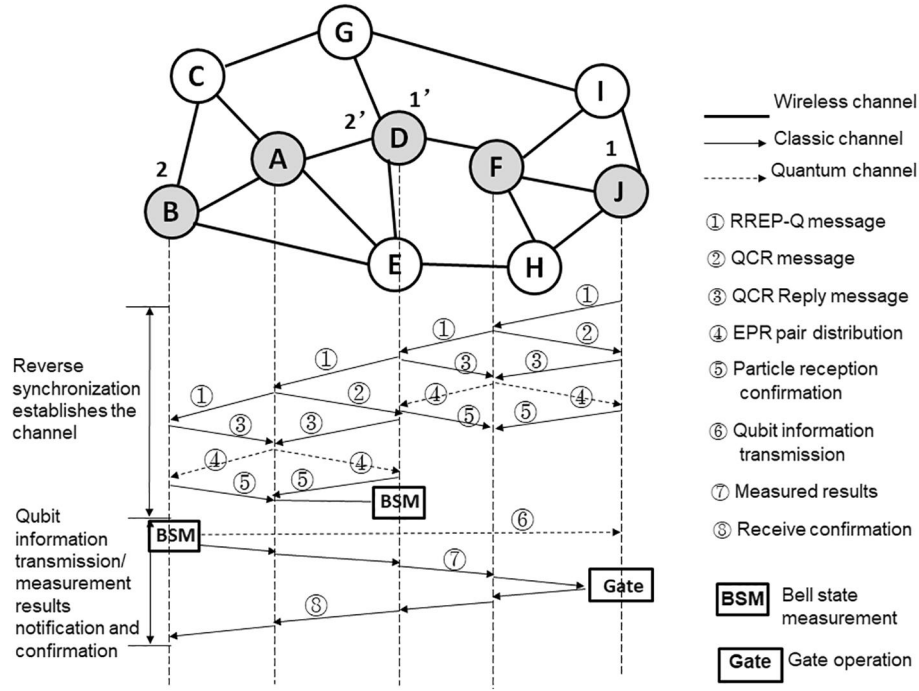 G
C
I
1'
2'
D
1
A
F
2
J
B
E
H
Wireless channel
Classic channel
Quantum channel
① RREP-Q message
② QCR message
③ QCR Reply message
④ EPR pair distribution
⑤ Particle reception
confirmation
⑥ Qubit information
transmission
⑦ Measured results
⑧ Receive confirmation
BSM Bell state
measurement
Gate Gate operation
Reverse
synchronization
establishes the
channel
①
①
②
①
③
③
①
②
④
④
③
③
⑤
⑤
④
④
⑤
⑤
BSM
Qubit
information
transmission/
measurement
results
notification and
confirmation
BSM
⑥
⑦
Gate
⑧